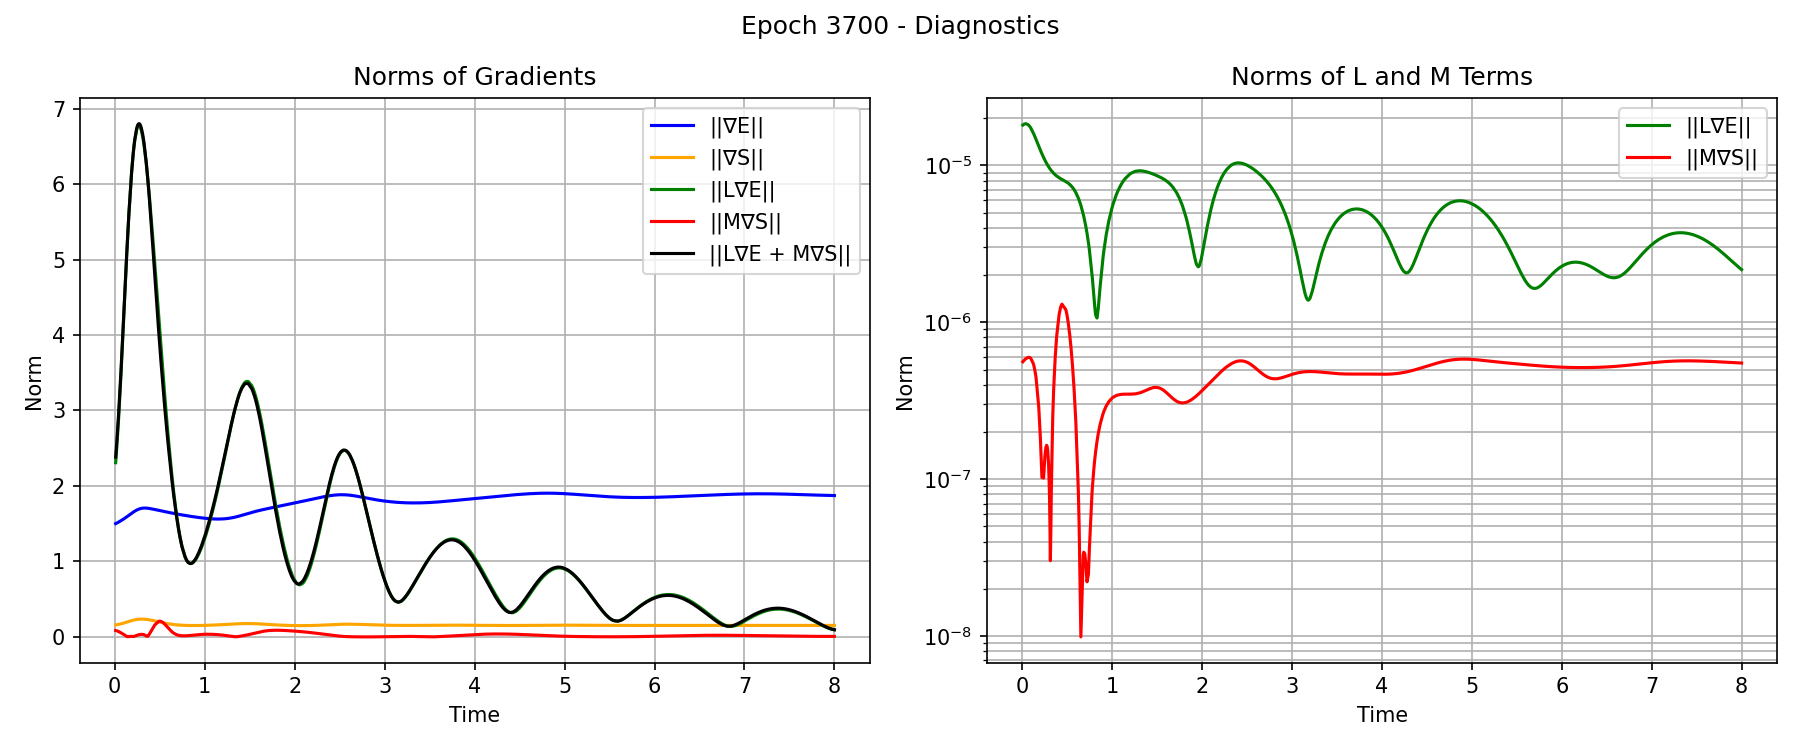 Epoch 3700 - Diagnostics
Norms of Gradients
Norm
7
6
5
4
3
2
1
0
||∇E||
||∇S||
||L∇E||
||M∇S||
||L∇E + M∇S||
0 1 2 3 4 5 6 7 8
Time
Norms of L and M Terms
Norm
10⁻⁵
10⁻⁶
10⁻⁷
10⁻⁸
||L∇E||
||M∇S||
0 1 2 3 4 5 6 7 8
Time